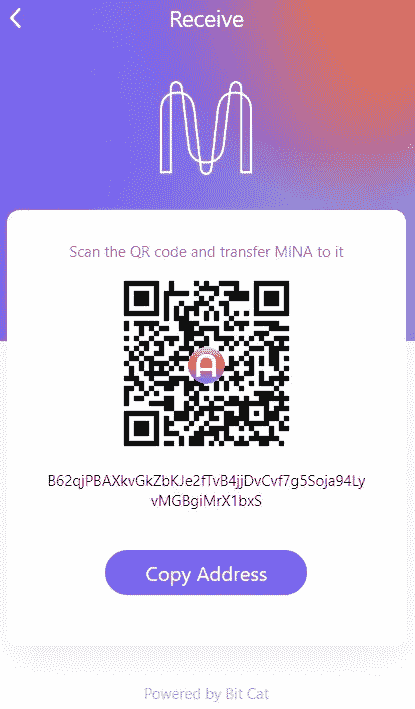 Receive
Scan the QR code and transfer MINA to it
B62qjPBAXkvGkZbKJe2fTvB4jjDvCvf7g5Soja94Ly
vMGBgiMrX1bxS
Copy Address
Powered by Bit Cat